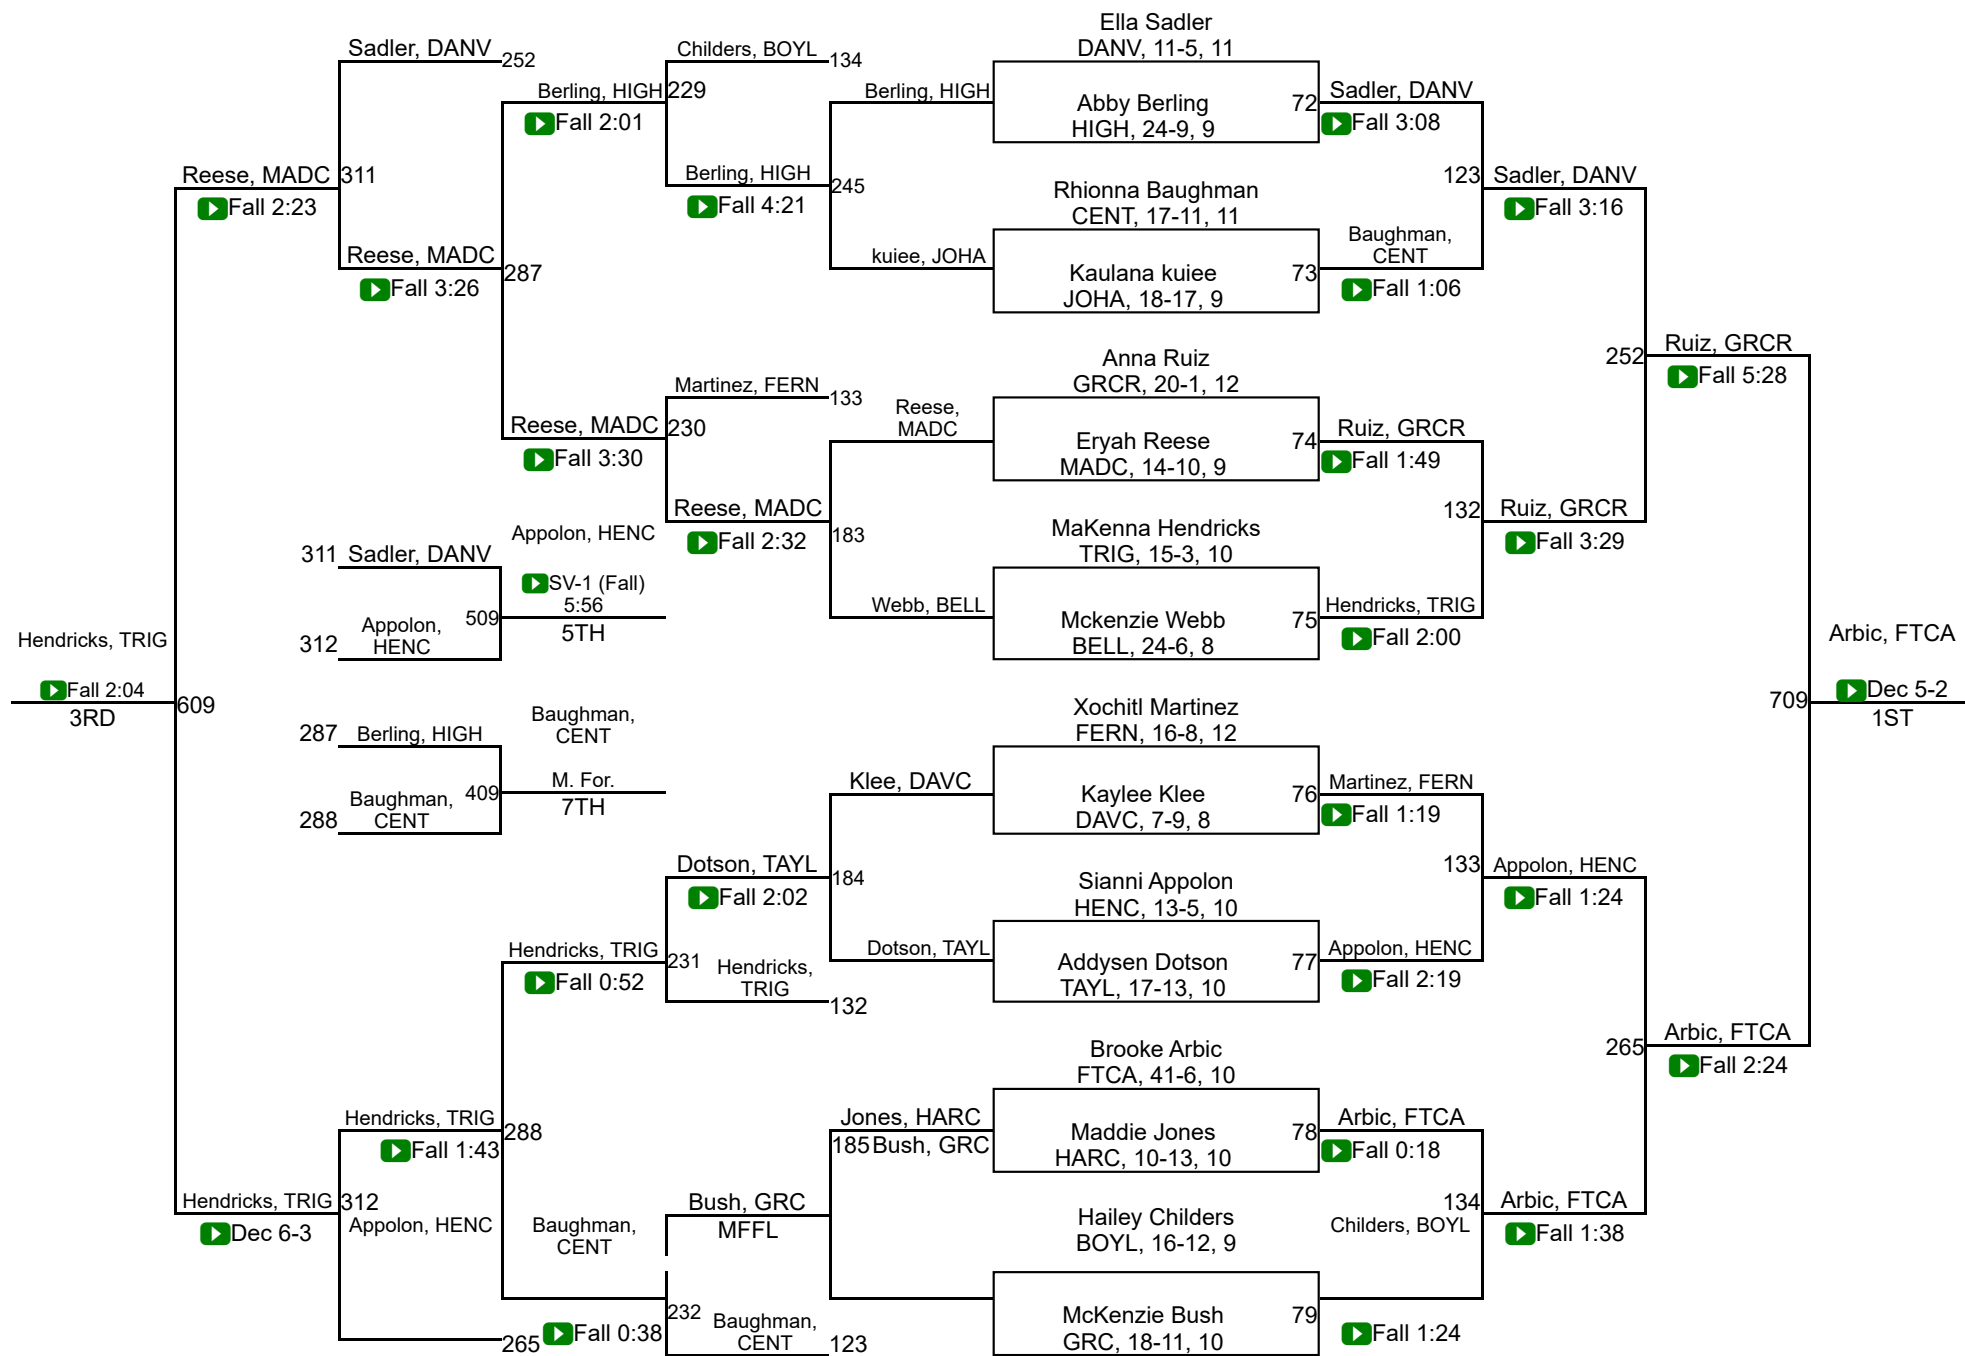 Ella Sadler
DANV, 11-5, 11
Sadler, DANV
252
Childers, BOYL
134
Berling, HIGH
229
Fall 2:01
Berling, HIGH
Abby Berling
HIGH, 24-9, 9
72
Sadler, DANV
Fall 3:08
Reese, MADC
311
Fall 2:23
Berling, HIGH
Fall 4:21
245
Rhionna Baughman
CENT, 17-11, 11
123
Sadler, DANV
Fall 3:16
Reese, MADC
Fall 3:26
287
kuiee, JOHA
Kaulana kuiee
JOHA, 18-17, 9
73
Baughman,
CENT
Fall 1:06
Anna Ruiz
GRCR, 20-1, 12
252
Ruiz, GRCR
Fall 5:28
Martinez, FERN
133
Reese, MADC
230
Fall 3:30
Reese,
MADC
Eryah Reese
MADC, 14-10, 9
74
Ruiz, GRCR
Fall 1:49
Reese, MADC
Fall 2:32
183
MaKenna Hendricks
TRIG, 15-3, 10
132
Ruiz, GRCR
Fall 3:29
311
Sadler, DANV
Appolon, HENC
SV-1 (Fall)
5:56
5TH
509
312
Appolon,
HENC
Webb, BELL
Mckenzie Webb
BELL, 24-6, 8
75
Hendricks, TRIG
Fall 2:00
Hendricks, TRIG
Fall 2:04
3RD
609
Arbic, FTCA
709
Dec 5-2
1ST
287
Berling, HIGH
Baughman,
CENT
M. For.
7TH
409
288
Baughman,
CENT
Xochitl Martinez
FERN, 16-8, 12
Klee, DAVC
Kaylee Klee
DAVC, 7-9, 8
76
Martinez, FERN
Fall 1:19
Dotson, TAYL
Fall 2:02
184
Sianni Appolon
HENC, 13-5, 10
133
Appolon, HENC
Fall 1:24
Hendricks, TRIG
Fall 0:52
231
Hendricks,
TRIG
132
Dotson, TAYL
Addysen Dotson
TAYL, 17-13, 10
77
Appolon, HENC
Fall 2:19
Brooke Arbic
FTCA, 41-6, 10
265
Arbic, FTCA
Fall 2:24
Hendricks, TRIG
Fall 1:43
288
Jones, HARC
185
Bush, GRC
Maddie Jones
HARC, 10-13, 10
78
Arbic, FTCA
Fall 0:18
Hendricks, TRIG
312
Dec 6-3
Appolon, HENC
265
Baughman,
CENT
Fall 0:38
Bush, GRC
MFFL
Hailey Childers
BOYL, 16-12, 9
134
Childers, BOYL
Arbic, FTCA
Fall 1:38
232
Baughman,
CENT
123
McKenzie Bush
GRC, 18-11, 10
79
Fall 1:24